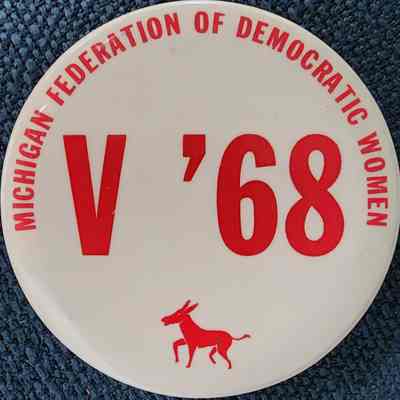 MICHIGAN FEDERATION OF DEMOCRATIC WOMEN
V '68